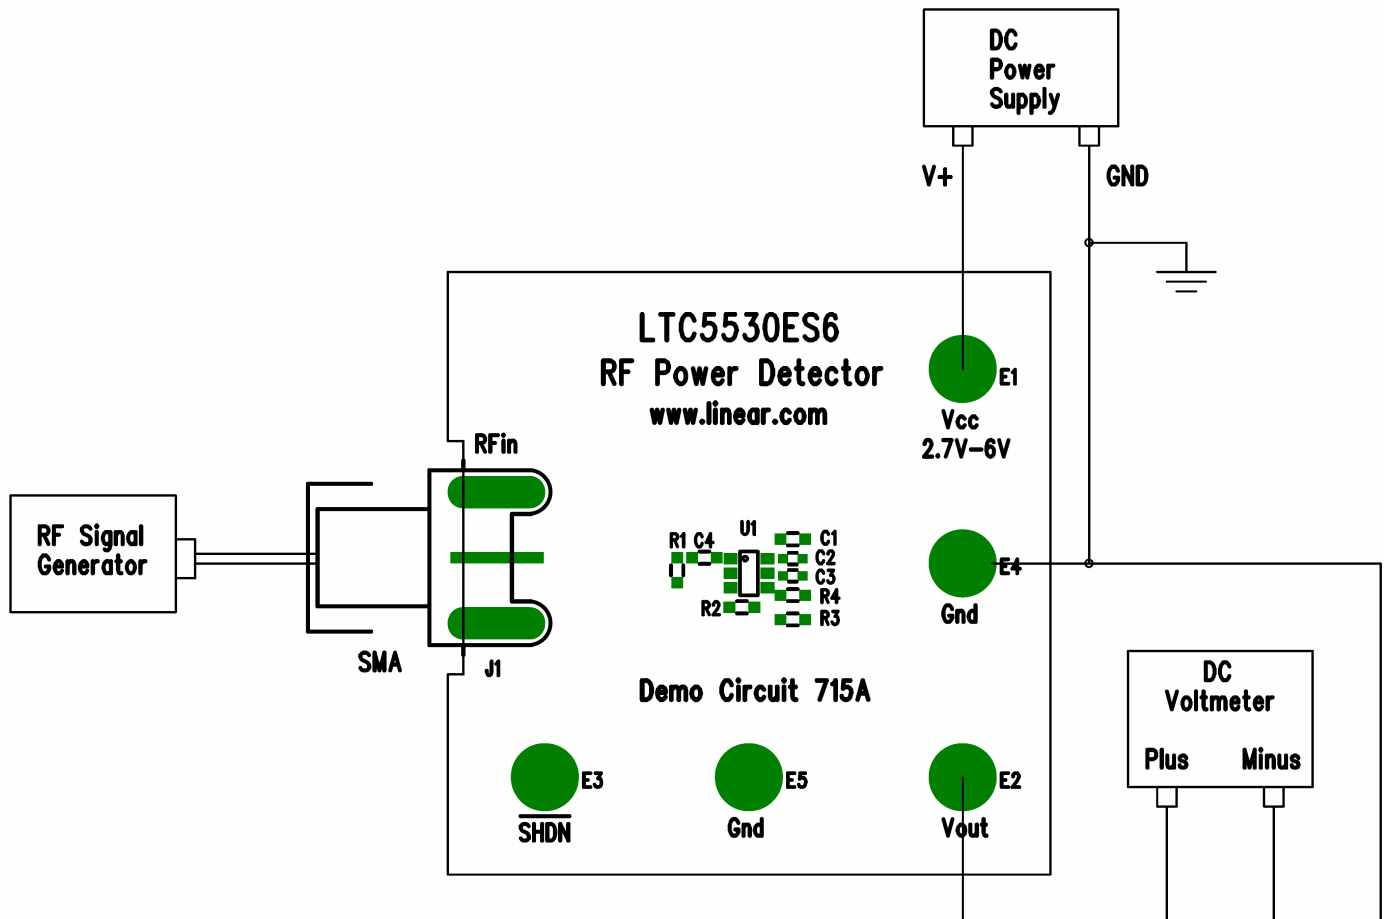 DC
Power
Supply
V+
GND
LTC5530ES6
RF Power Detector
www.linear.com
E1
Vcc
2.7V-6V
RFin
RF Signal
Generator
SMA
J1
U1
R1 C4
C1
C2
C3
R4
R2
R3
E4
Gnd
Demo Circuit 715A
DC
Voltmeter
Plus Minus
E3
SHDN
E5
Gnd
E2
Vout